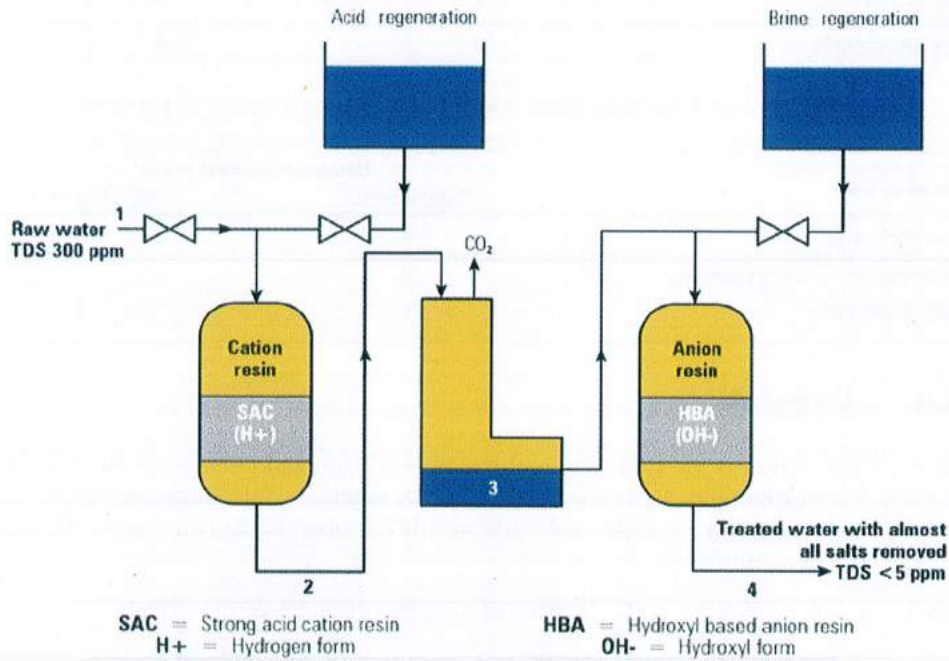 Acid regeneration
Brine regeneration
1
Raw water
TDS 300 ppm
CO₂
Cation
resin
SAC
(H+)
3
Anion
resin
HBA
(OH-)
2
4
Treated water with almost
all salts removed
TDS <5 ppm
SAC = Strong acid cation resin
H+ = Hydrogen form
HBA = Hydroxyl based anion resin
OH- = Hydroxyl form